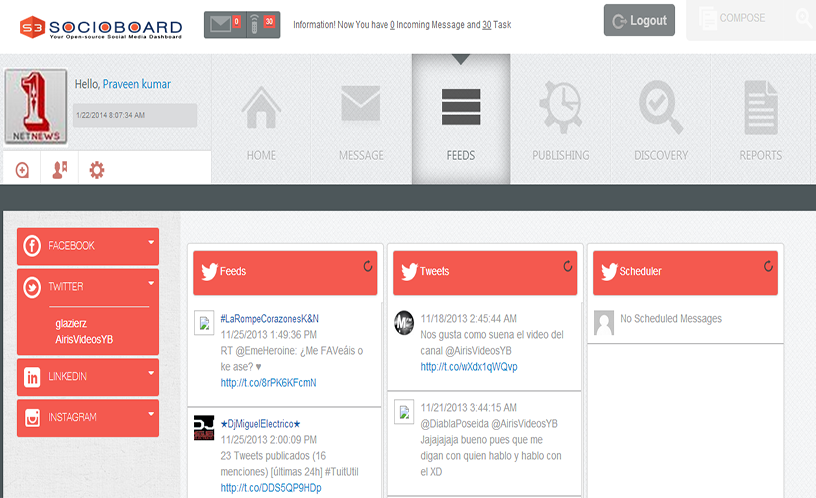 S3 SOCIOBOARD
Your Open-source Social Media Dashboard
0
30
Information! Now You have 0 Incoming Message and 30 Task
Logout
COMPOSE
1
NETNEWS
Hello, Praveen kumar
1/22/2014 8:07:34 AM
HOME
MESSAGE
FEEDS
PUBLISHING
DISCOVERY
REPORTS
FACEBOOK
TWITTER
glazierz
AirisVideosYB
LINKEDIN
INSTAGRAM
Feeds
#LaRompeCorazonesK&N
11/25/2013 1:49:36 PM
RT @EmeHeroine: ¿Me FAVeáis o
ke ase? ♥
http://t.co/8rPK6KFcmN
★DjMiguelElectrico★
11/25/2013 2:00:09 PM
23 Tweets publicados (16
menciones) [últimas 24h] #TuitUtil
http://t.co/DDS5QP9HDp
Tweets
11/18/2013 2:45:44 AM
Nos gusta como suena el video del
canal @AirisVideosYB
http://t.co/wXdx1qWQvp
11/21/2013 3:44:15 AM
@DiablaPoseida @AirisVideosYB
Jajajajaja bueno pues que me
digan con quien hablo y hablo con
el XD
Scheduler
No Scheduled Messages